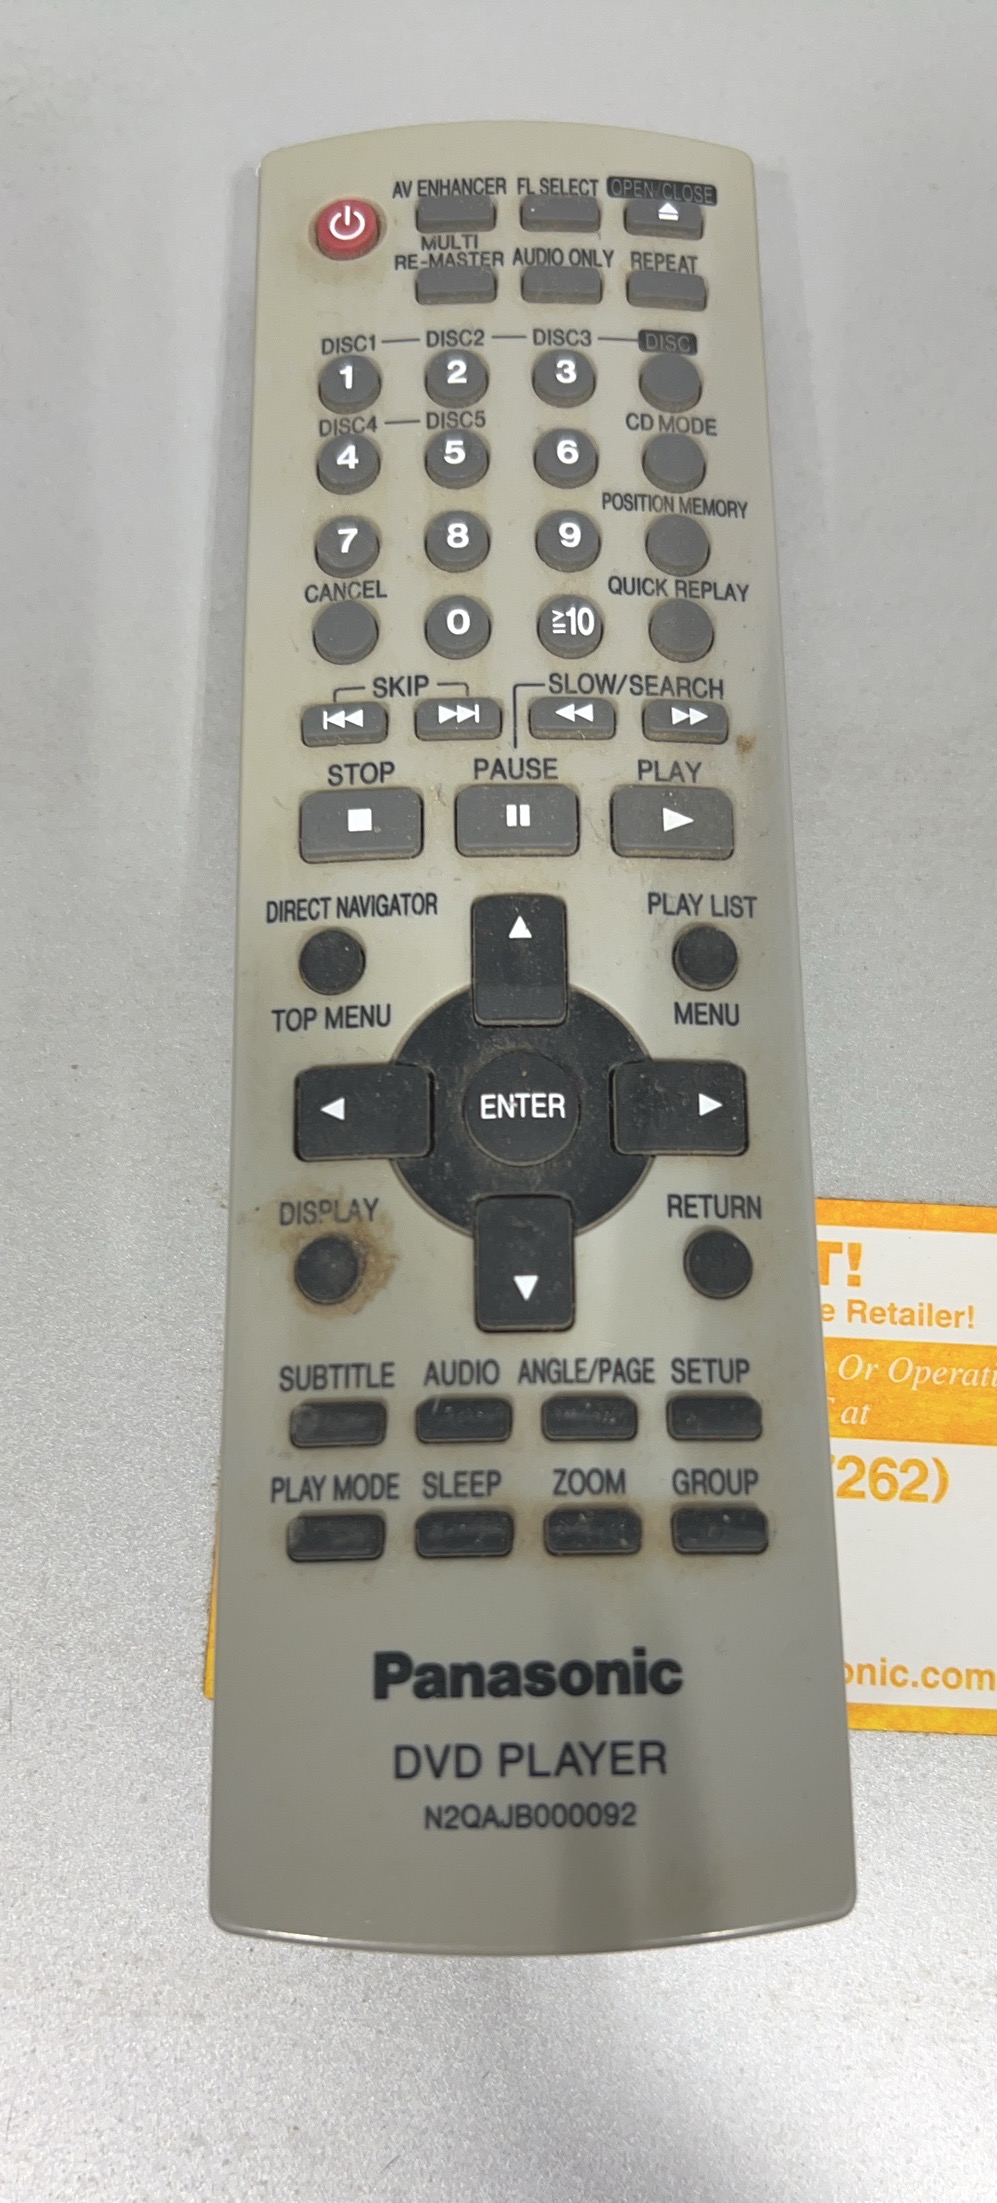 AV ENHANCER FL SELECT OPEN/CLOSE
MULTI
RE-MASTER AUDIO ONLY REPEAT
DISC1 DISC2 DISC3 DISC
1 2 3
DISC4 DISC5 CD MODE
4 5 6
POSITION MEMORY
7 8 9
CANCEL QUICK REPLAY
0 ≧10
SKIP SLOW/SEARCH
STOP PAUSE PLAY
DIRECT NAVIGATOR PLAY LIST
TOP MENU MENU
ENTER
DISPLAY RETURN
SUBTITLE AUDIO ANGLE/PAGE SETUP
PLAY MODE SLEEP ZOOM GROUP
Panasonic
DVD PLAYER
N2QAJB000092
T!
e Retailer!
Or Operati
at
7262)
onic.com